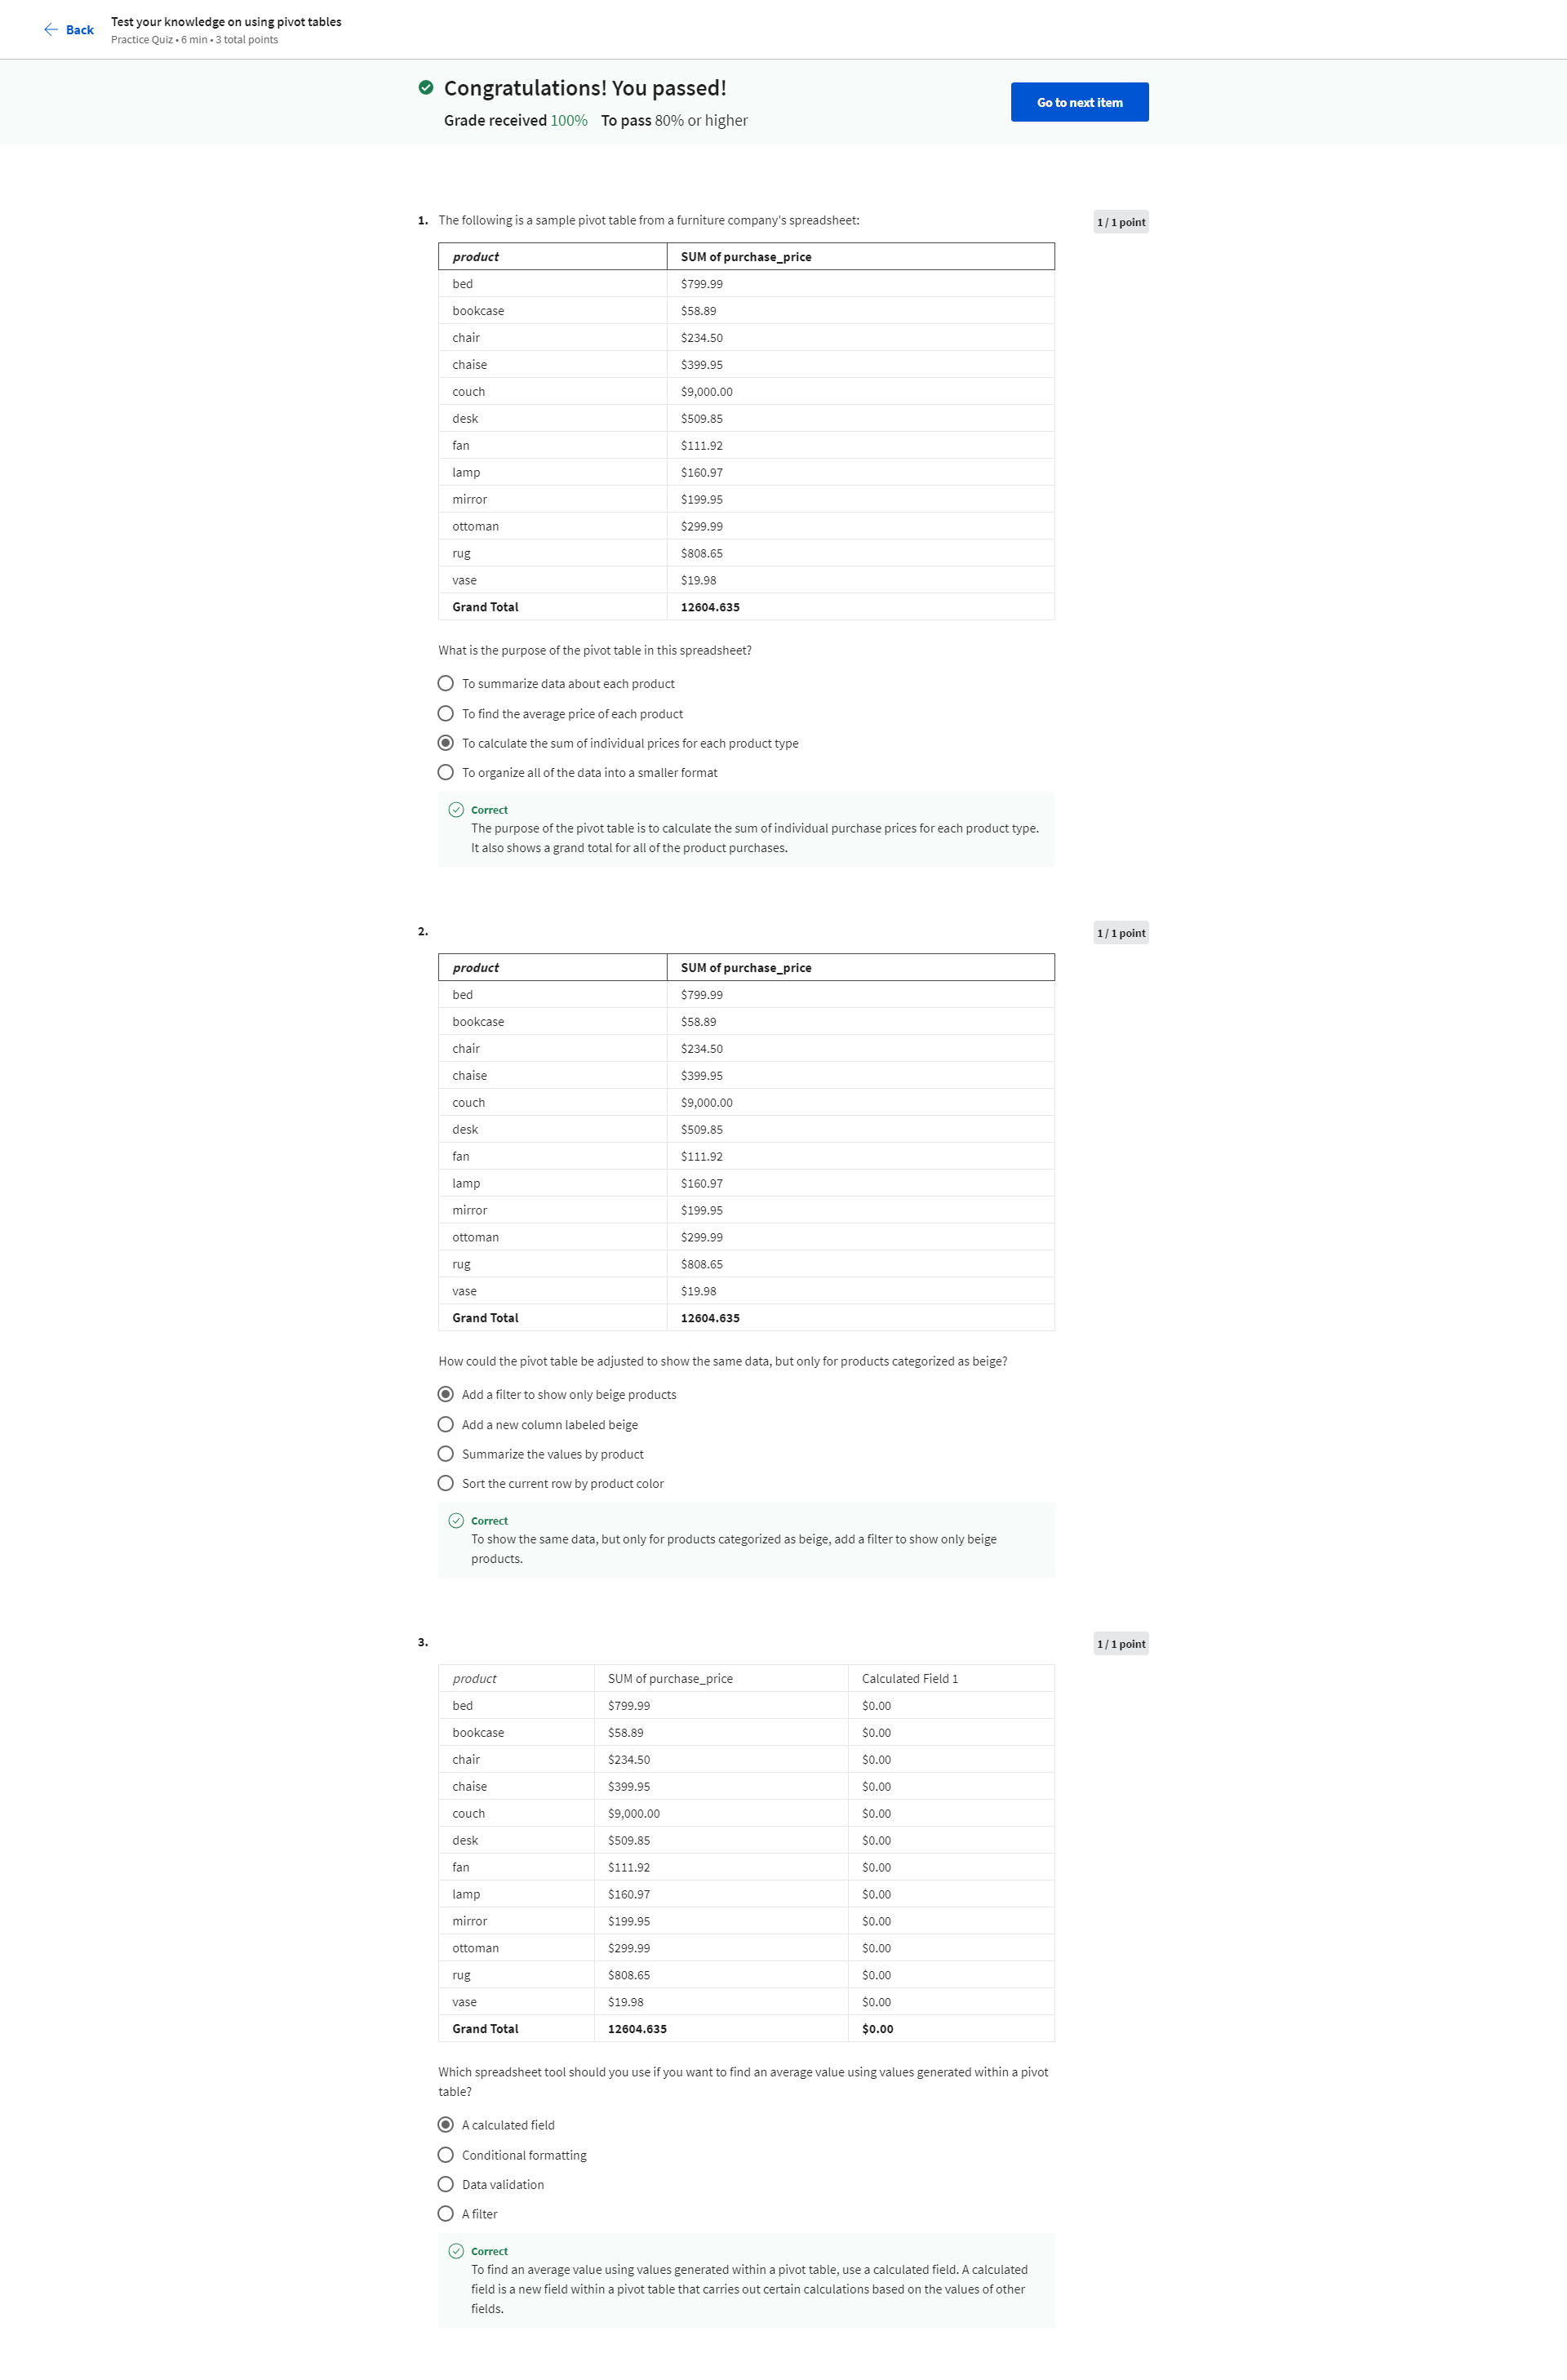 Back
Test your knowledge on using pivot tables
Practice Quiz • 6 min • 3 total points
Congratulations! You passed!
Grade received 100% To pass 80% or higher
Go to next item
1. The following is a sample pivot table from a furniture company's spreadsheet:
1 / 1 point
product SUM of purchase_price
bed $799.99
bookcase $58.89
chair $234.50
chaise $399.95
couch $9,000.00
desk $509.85
fan $111.92
lamp $160.97
mirror $199.95
ottoman $299.99
rug $808.65
vase $19.98
Grand Total 12604.635
What is the purpose of the pivot table in this spreadsheet?
To summarize data about each product
To find the average price of each product
To calculate the sum of individual prices for each product type
To organize all of the data into a smaller format
Correct
The purpose of the pivot table is to calculate the sum of individual purchase prices for each product type.
It also shows a grand total for all of the product purchases.
2.
1 / 1 point
product SUM of purchase_price
bed $799.99
bookcase $58.89
chair $234.50
chaise $399.95
couch $9,000.00
desk $509.85
fan $111.92
lamp $160.97
mirror $199.95
ottoman $299.99
rug $808.65
vase $19.98
Grand Total 12604.635
How could the pivot table be adjusted to show the same data, but only for products categorized as beige?
Add a filter to show only beige products
Add a new column labeled beige
Summarize the values by product
Sort the current row by product color
Correct
To show the same data, but only for products categorized as beige, add a filter to show only beige
products.
3.
1 / 1 point
product SUM of purchase_price Calculated Field 1
bed $799.99 $0.00
bookcase $58.89 $0.00
chair $234.50 $0.00
chaise $399.95 $0.00
couch $9,000.00 $0.00
desk $509.85 $0.00
fan $111.92 $0.00
lamp $160.97 $0.00
mirror $199.95 $0.00
ottoman $299.99 $0.00
rug $808.65 $0.00
vase $19.98 $0.00
Grand Total 12604.635 $0.00
Which spreadsheet tool should you use if you want to find an average value using values generated within a pivot
table?
A calculated field
Conditional formatting
Data validation
A filter
Correct
To find an average value using values generated within a pivot table, use a calculated field. A calculated
field is a new field within a pivot table that carries out certain calculations based on the values of other
fields.